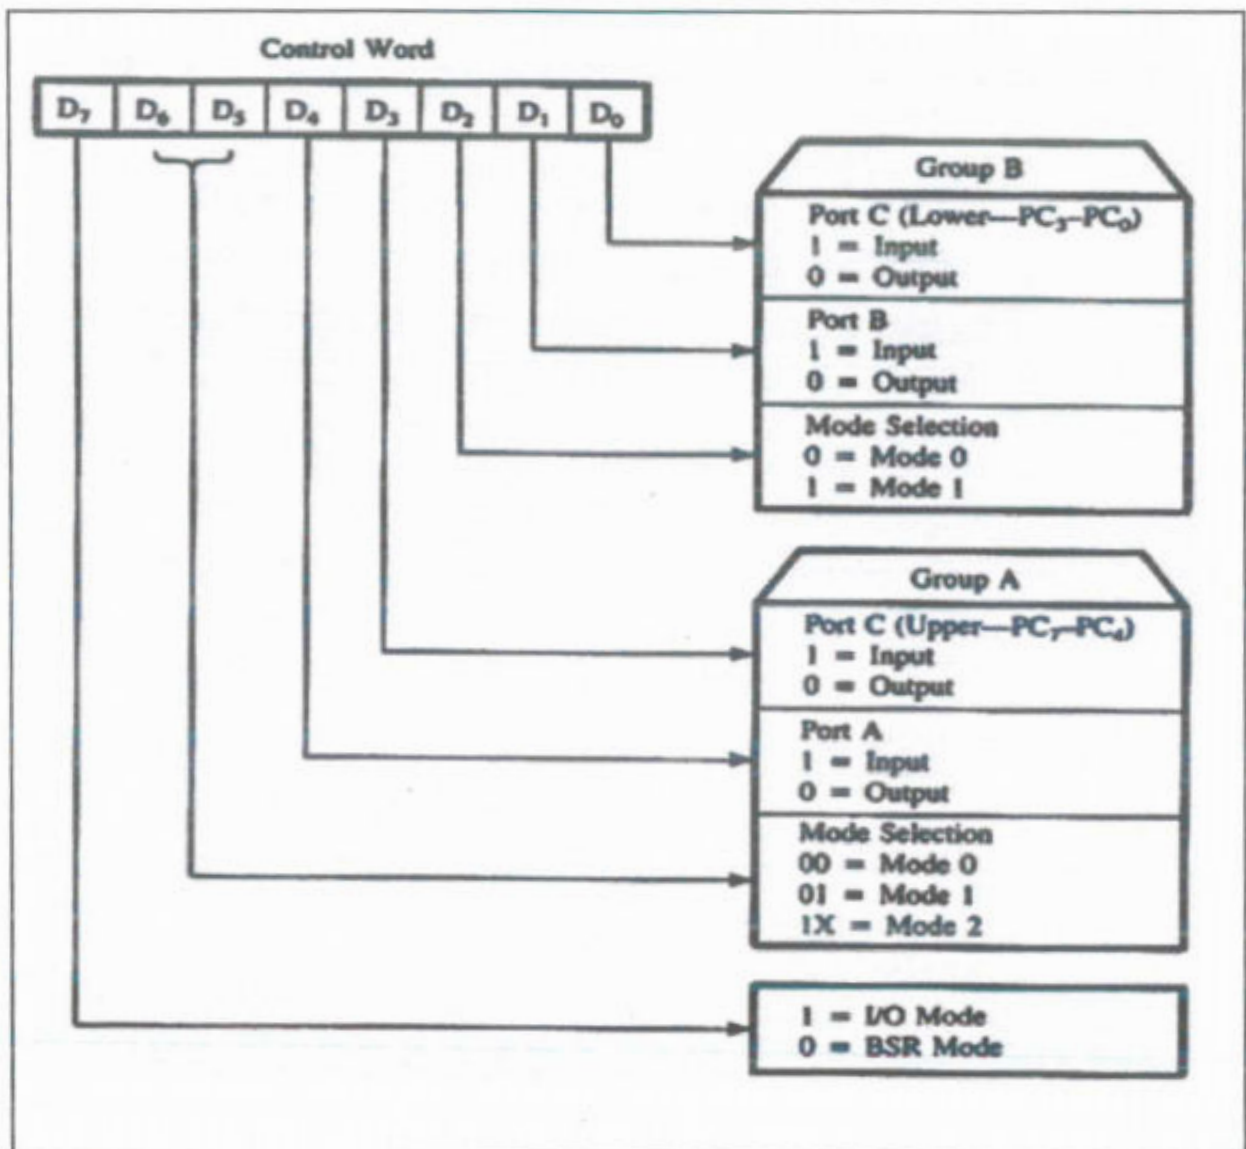 Control Word
D₇ D₆ D₅ D₄ D₃ D₂ D₁ D₀
Group B
Port C (Lower—PC₃–PC₀)
1 = Input
0 = Output
Port B
1 = Input
0 = Output
Mode Selection
0 = Mode 0
1 = Mode 1
Group A
Port C (Upper—PC₇–PC₄)
1 = Input
0 = Output
Port A
1 = Input
0 = Output
Mode Selection
00 = Mode 0
01 = Mode 1
1X = Mode 2
1 = I/O Mode
0 = BSR Mode